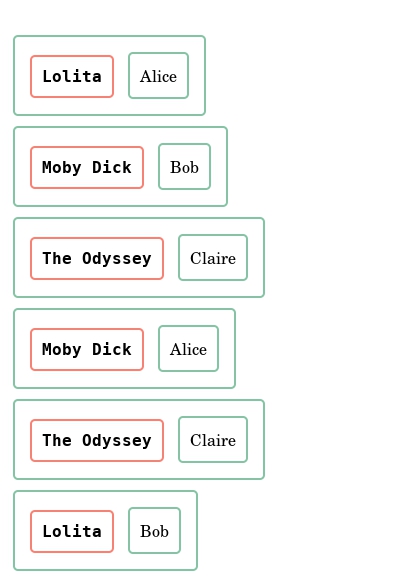 Lolita Alice
Moby Dick Bob
The Odyssey Claire
Moby Dick Alice
The Odyssey Claire
Lolita Bob